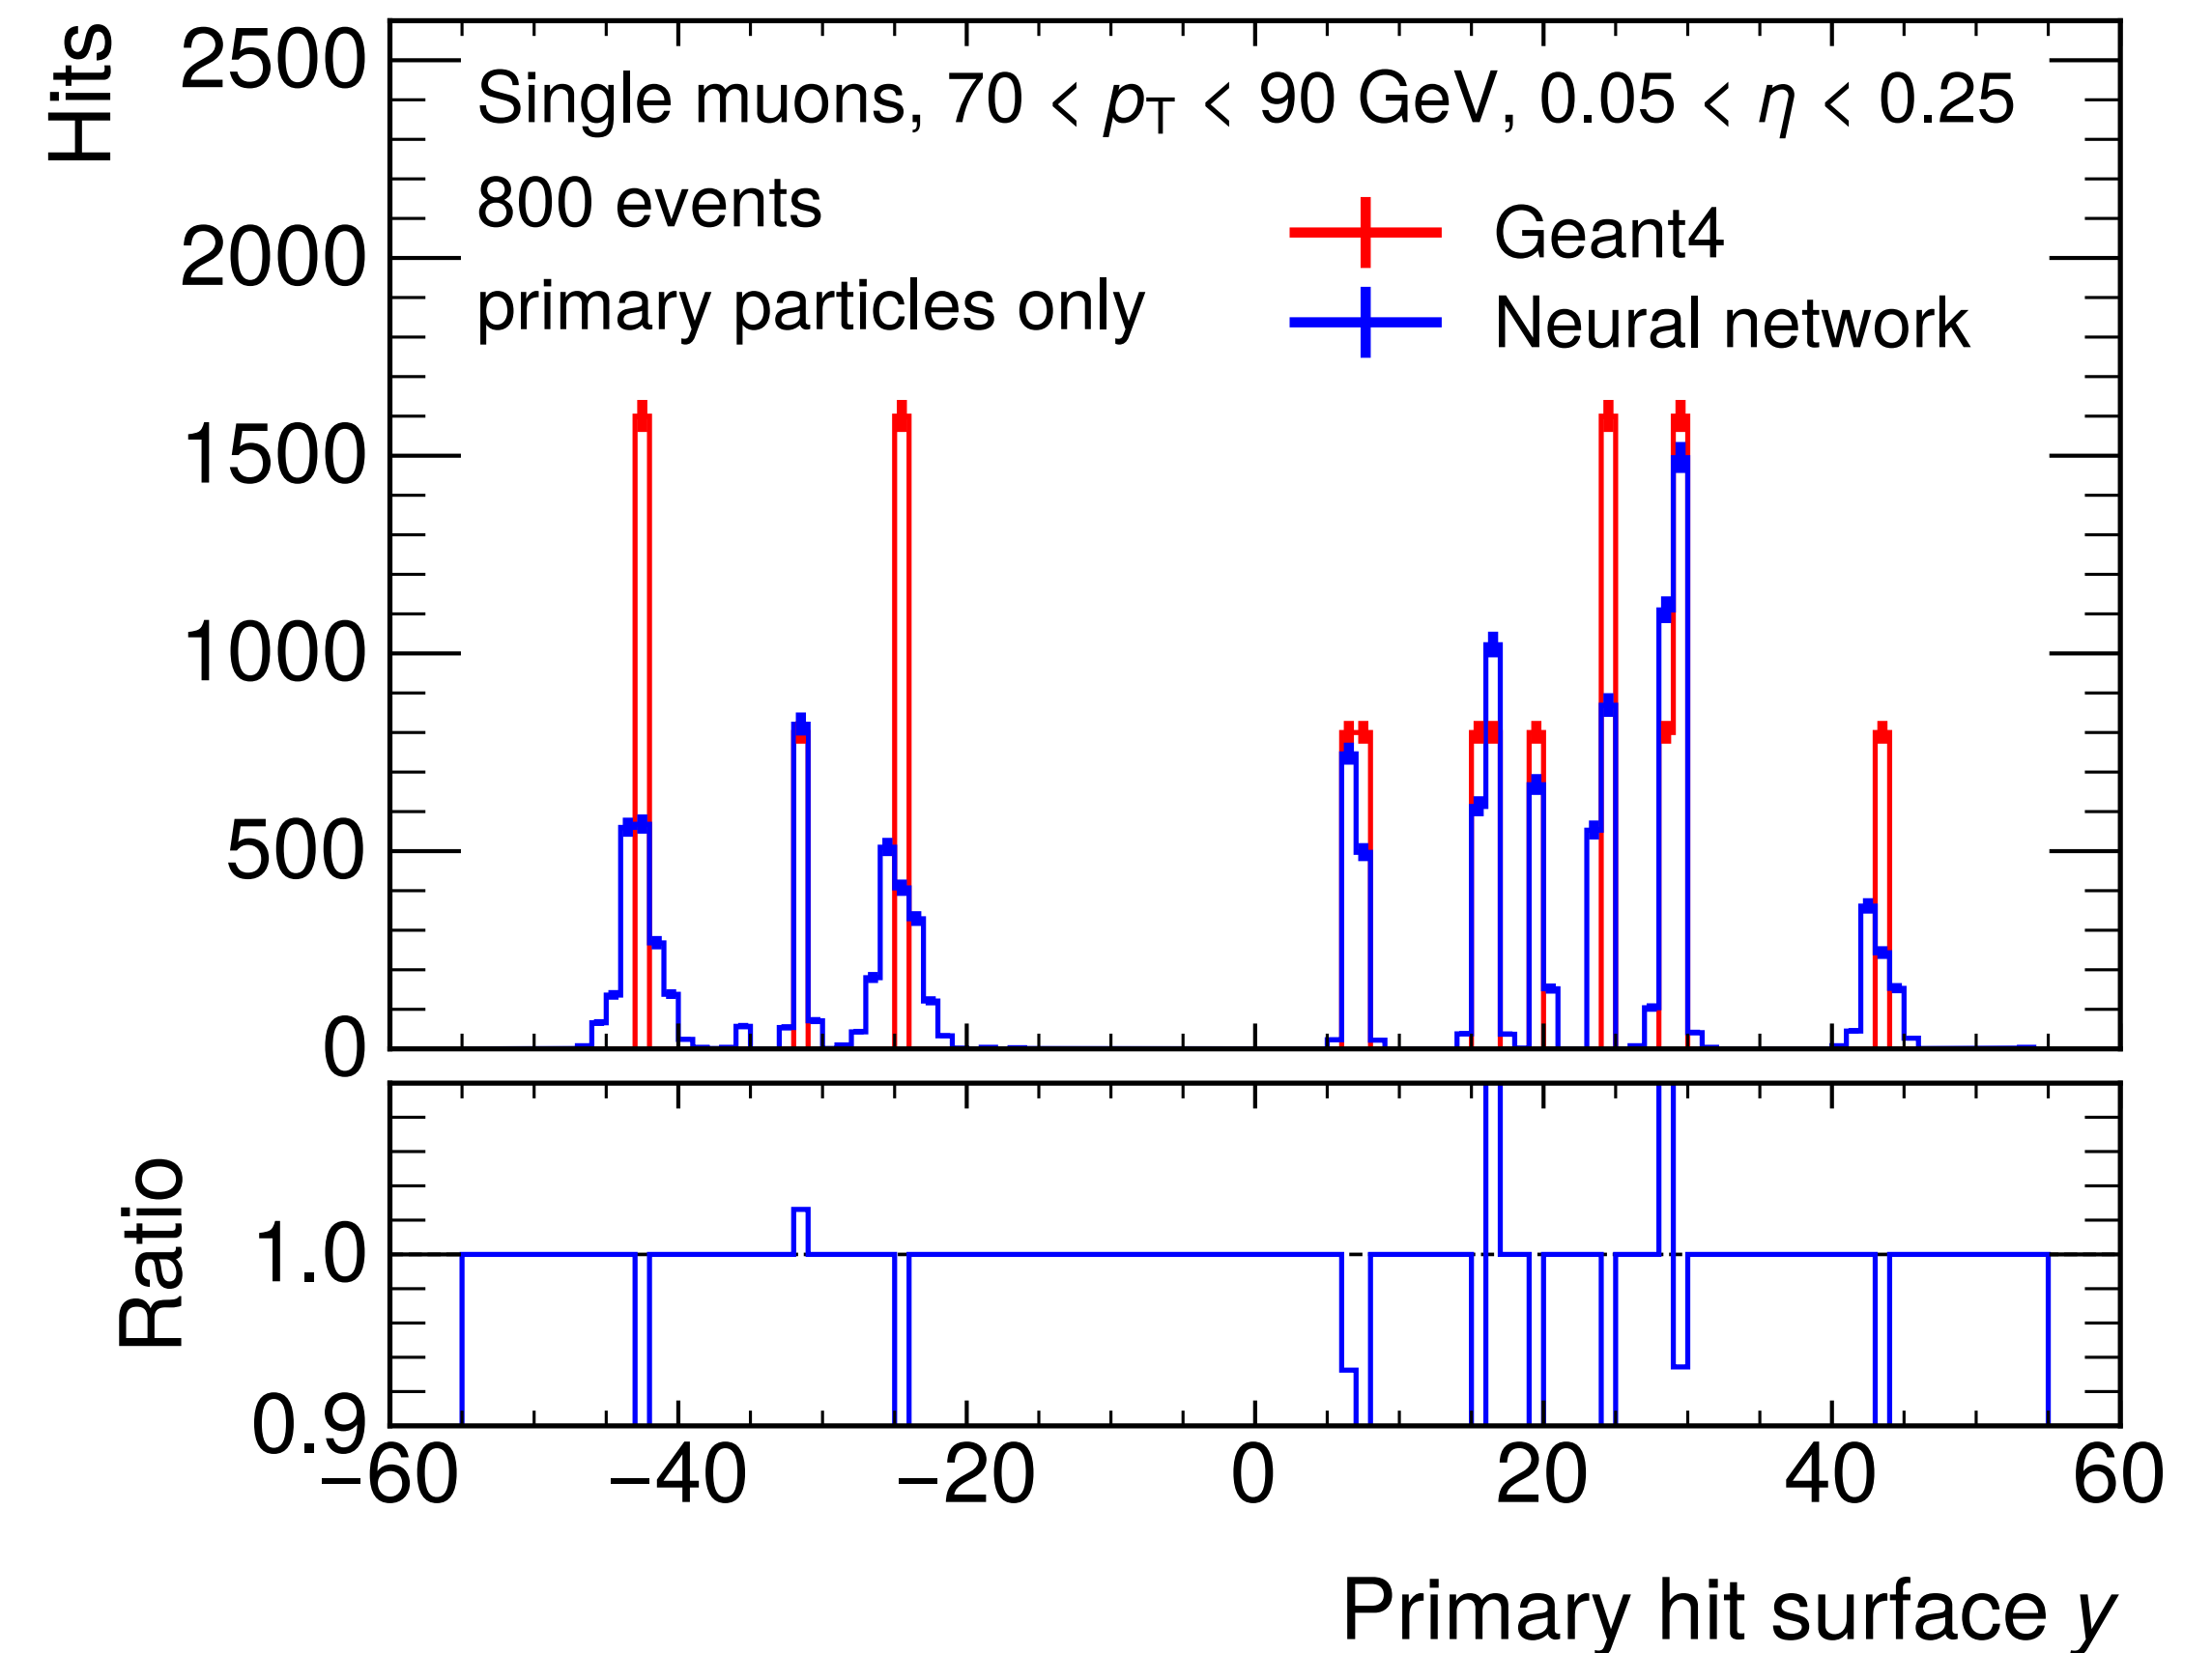 Hits
2500
2000
1500
1000
500
0
Single muons, 70 < pT < 90 GeV, 0.05 < η < 0.25
800 events
primary particles only
Geant4
Neural network
Ratio
1.0
0.9
−60 −40 −20 0 20 40 60
Primary hit surface y